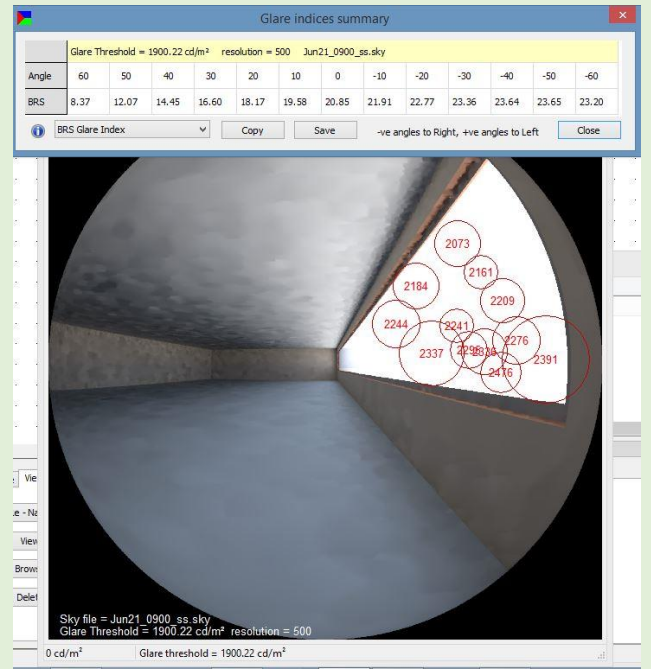 Glare indices summary
Glare Threshold = 1900.22 cd/m² resolution = 500 Jun21_0900_ss.sky
Angle 60 50 40 30 20 10 0 -10 -20 -30 -40 -50 -60
BRS 8.37 12.07 14.45 16.60 18.17 19.58 20.85 21.91 22.77 23.36 23.64 23.65 23.20
BRS Glare Index Copy Save -ve angles to Right, +ve angles to Left Close
2073
2161
2184
2209
2244
2241
2276
2337
2391
2476
Vie
View
Brows
Delet
Sky file = Jun21_0900_ss.sky
Glare Threshold = 1900.22 cd/m² resolution = 500
0 cd/m² Glare threshold = 1900.22 cd/m²